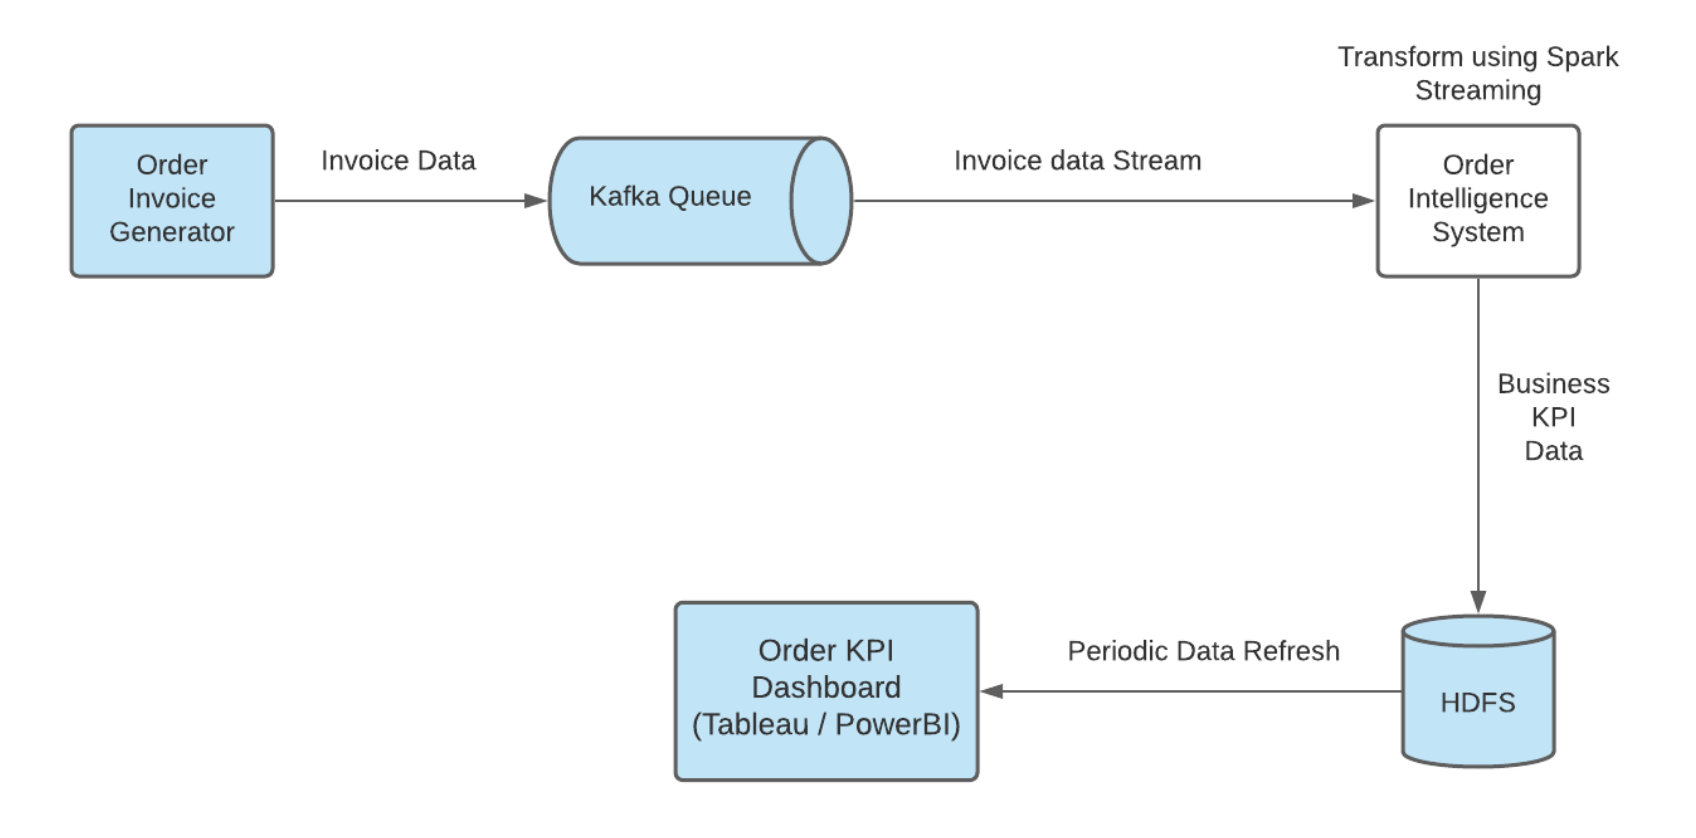 Transform using Spark
Streaming
Order
Invoice
Generator
Invoice Data
Kafka Queue
Invoice data Stream
Order
Intelligence
System
Business
KPI
Data
Order KPI
Dashboard
(Tableau / PowerBI)
Periodic Data Refresh
HDFS